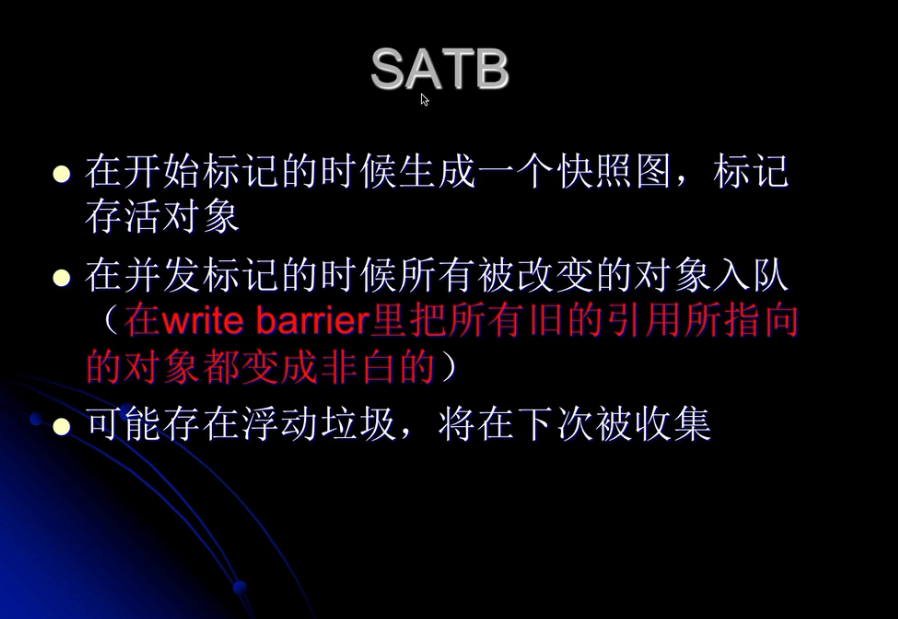 SATB
在开始标记的时候生成一个快照图，标记
存活对象
在并发标记的时候所有被改变的对象入队
（在write barrier里把所有旧的引用所指向
的对象都变成非白的）
可能存在浮动垃圾，将在下次被收集